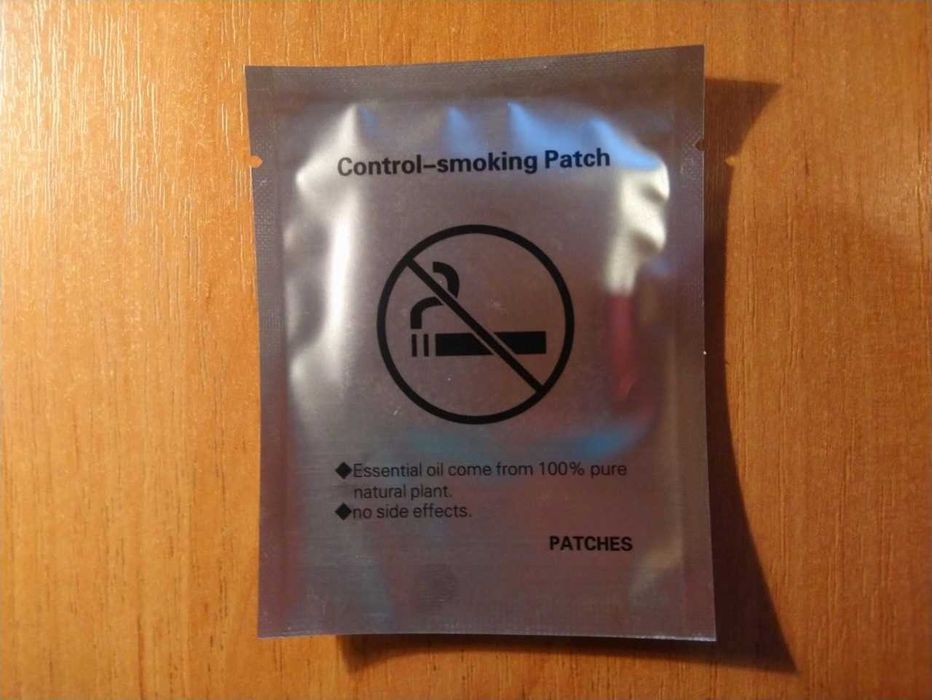 Control-smoking Patch
◆Essential oil come from 100% pure
natural plant.
◆no side effects.
PATCHES